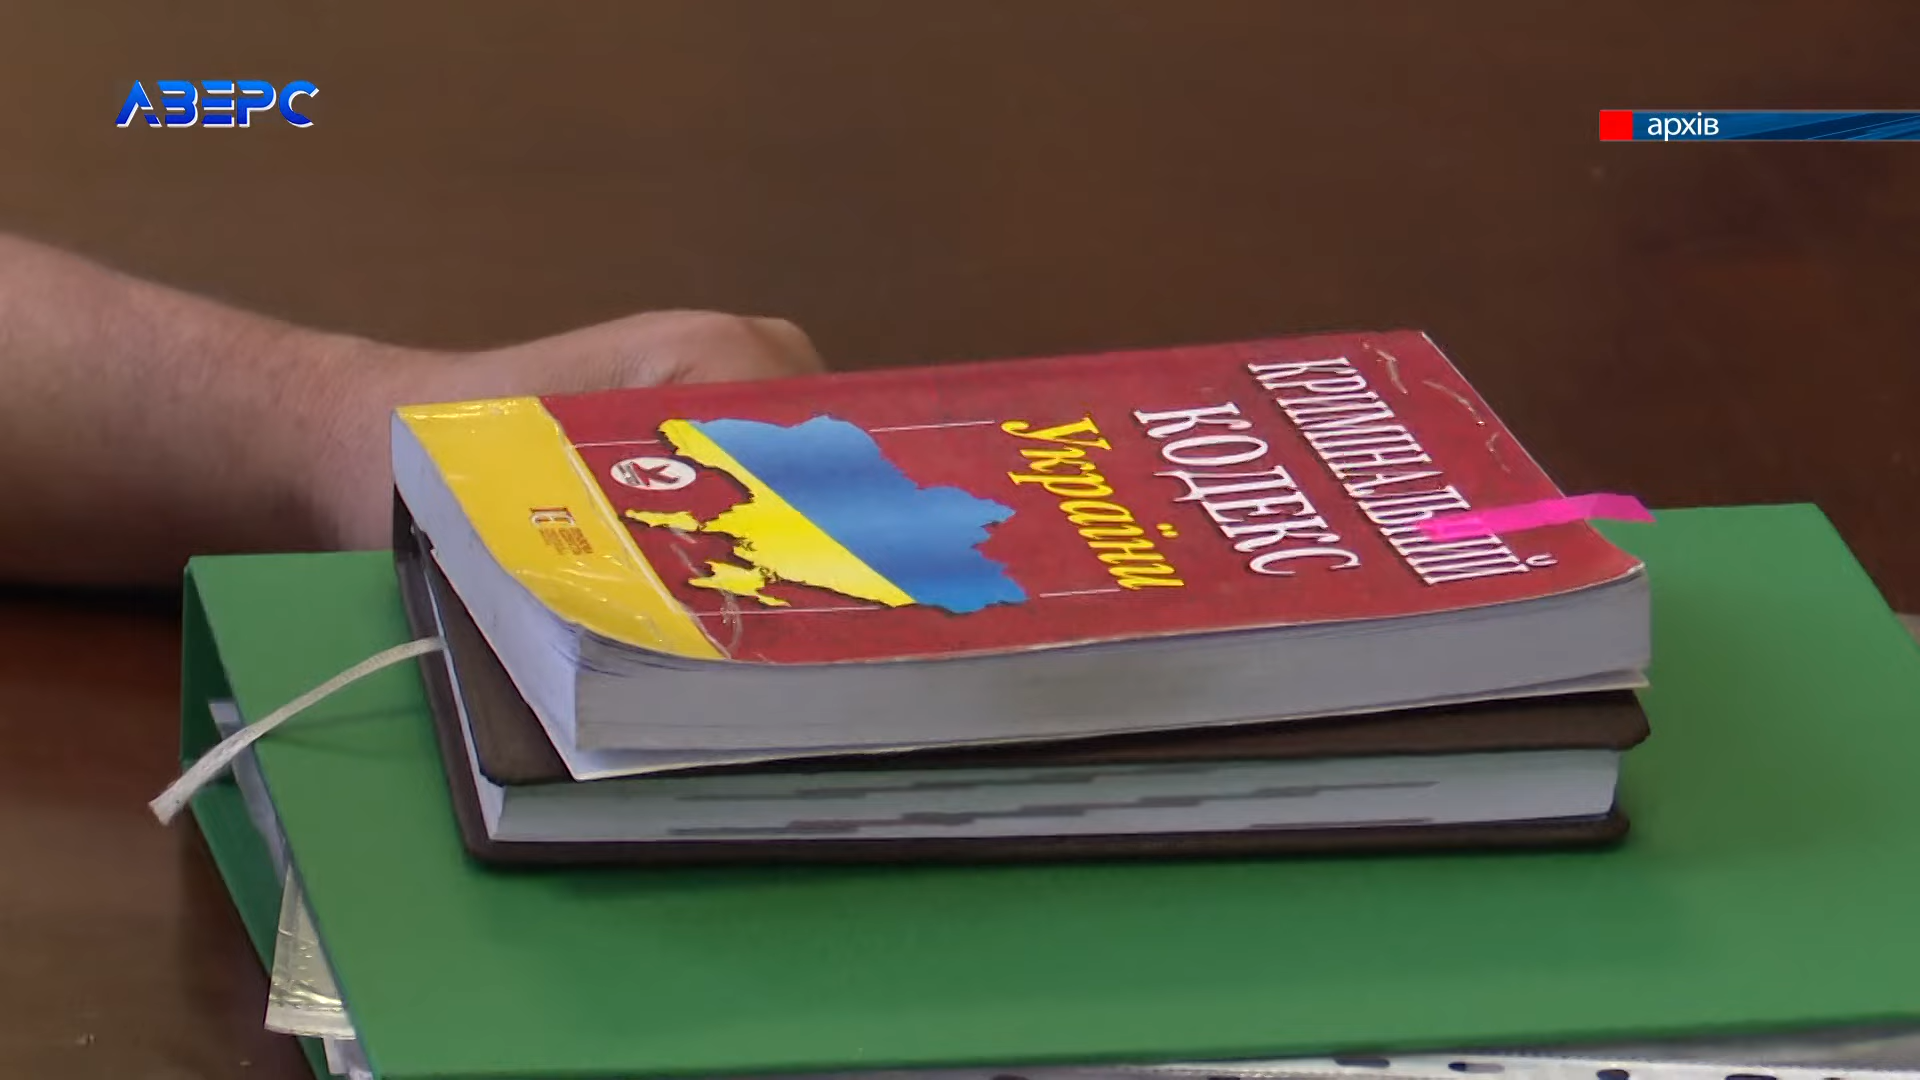 АВЕРС
архів
КРИМІНАЛЬНИЙ
КОДЕКС
України